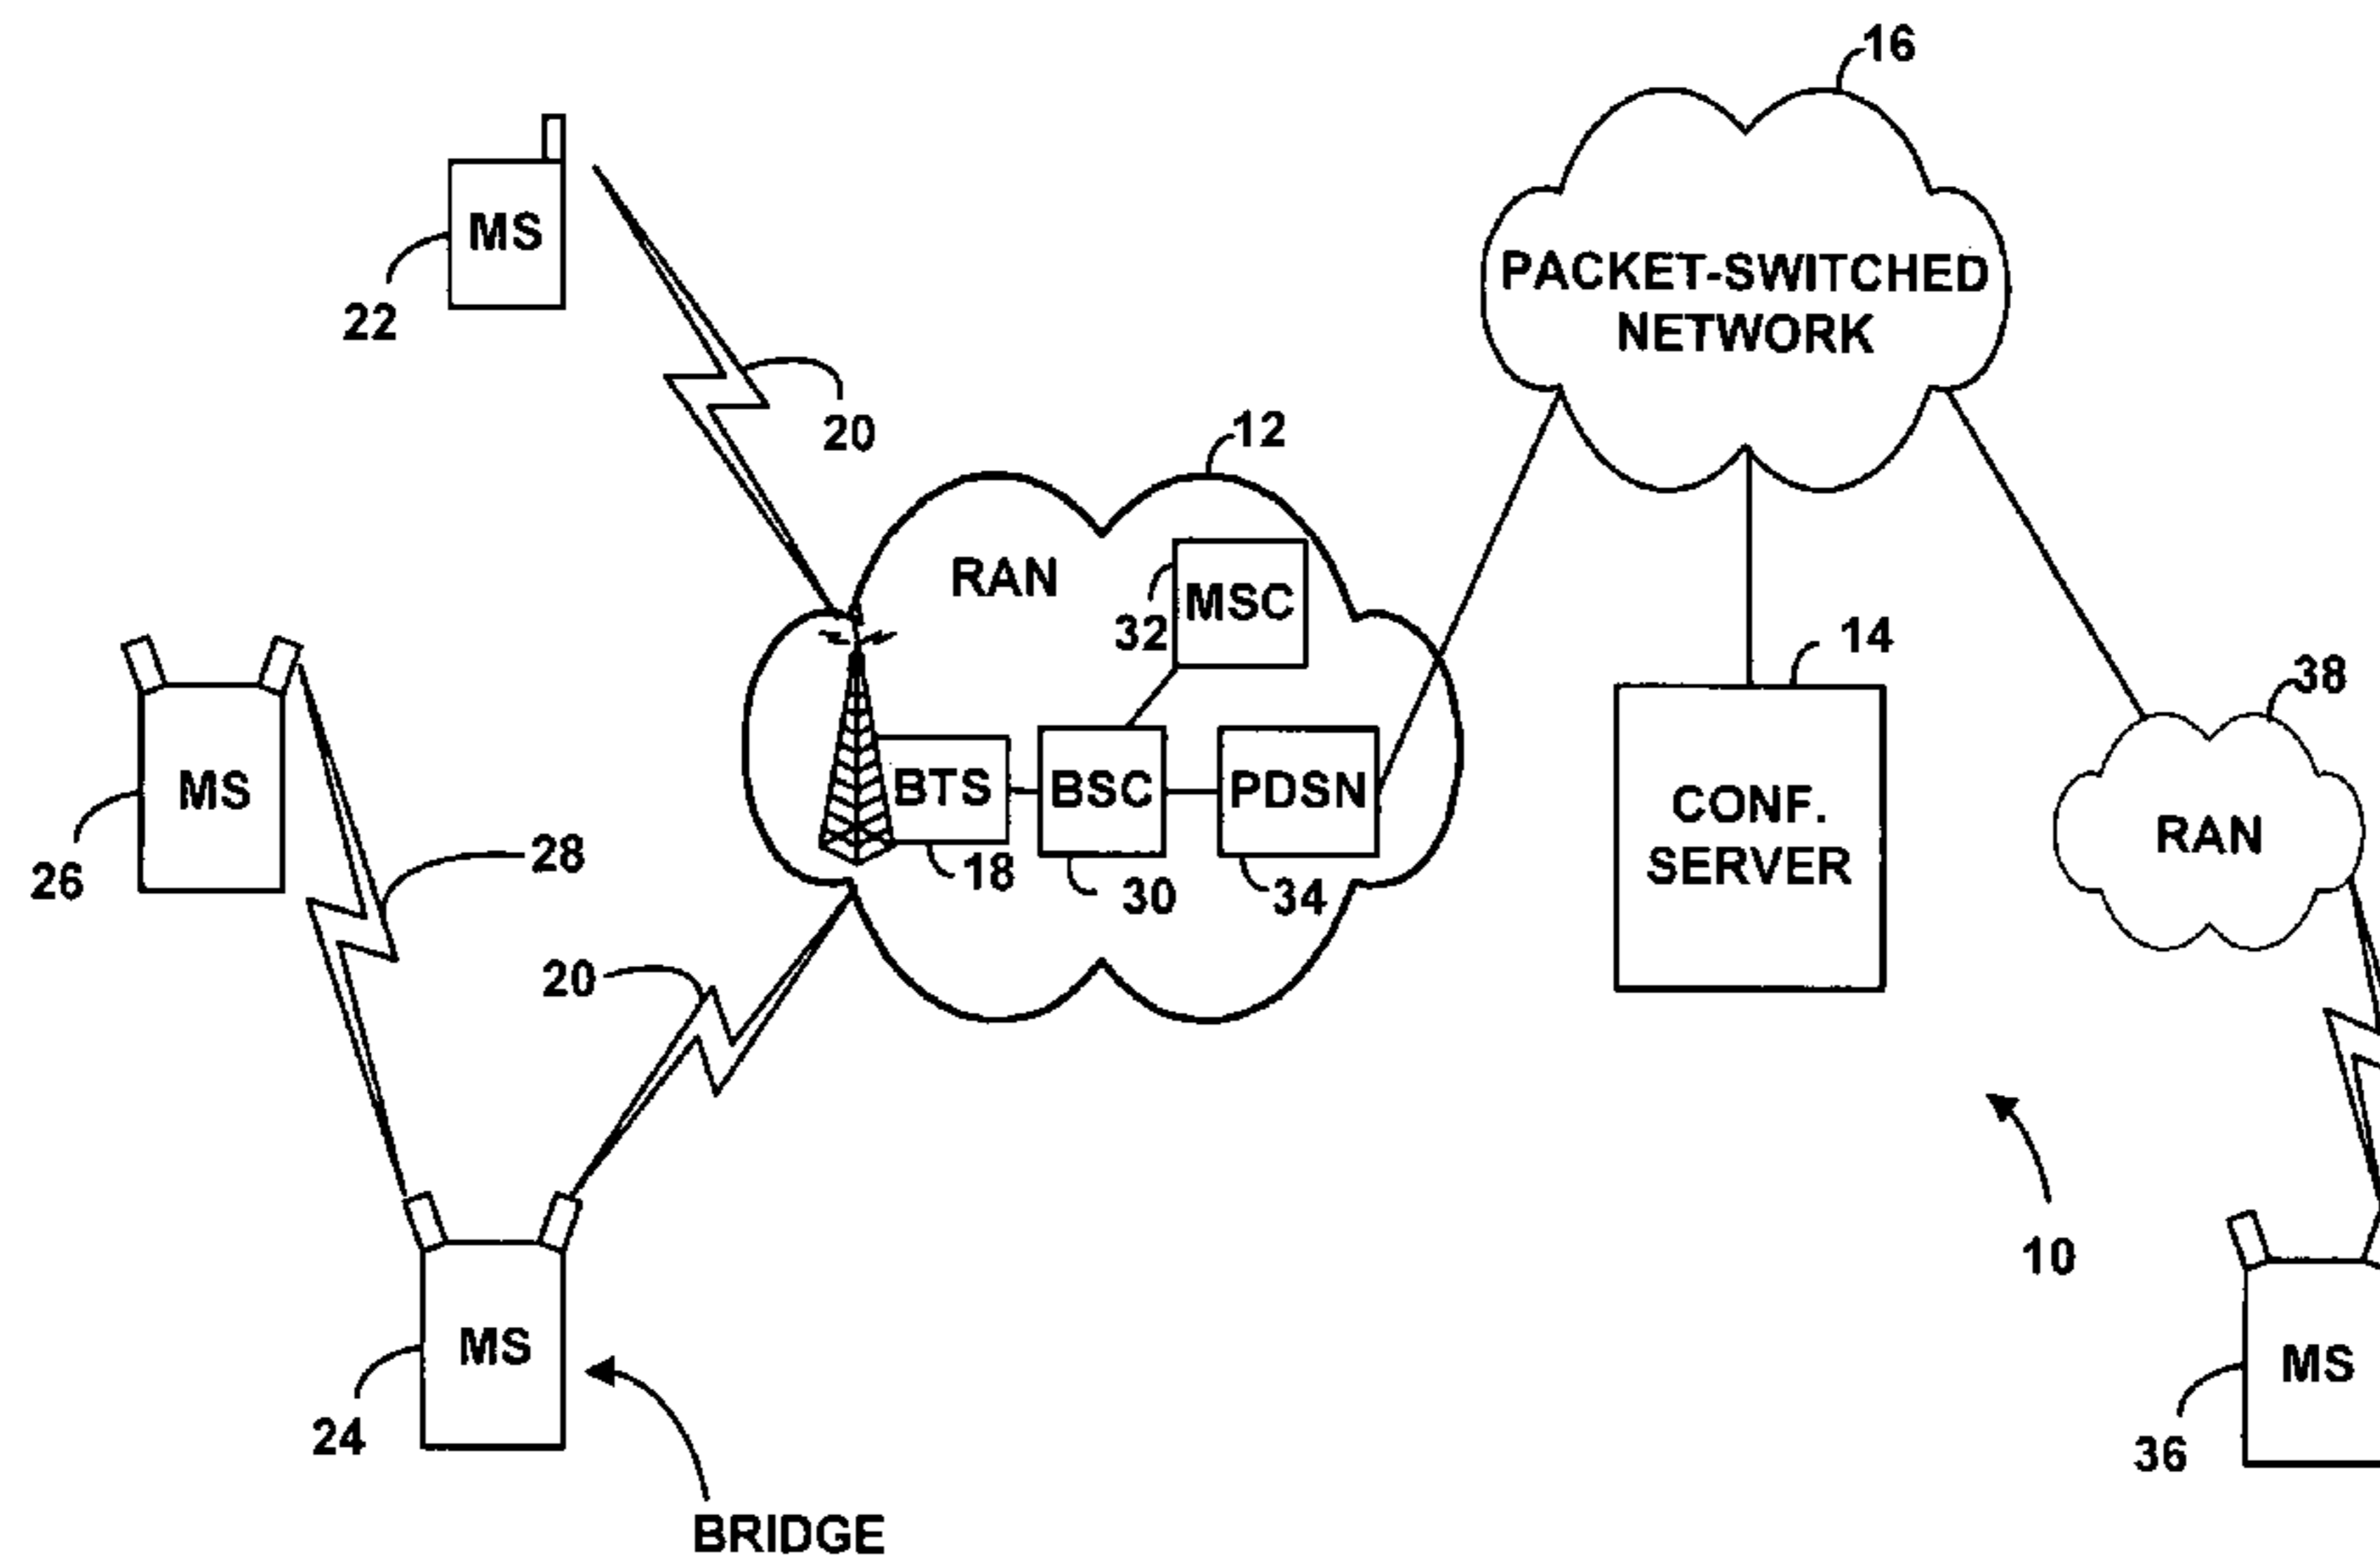 16
MS
22
20
PACKET-SWITCHED
NETWORK
12
RAN
32
MSC
14
38
MS
26
28
BTS
BSC
PDSN
18
30
34
CONF.
SERVER
RAN
20
10
MS
24
MS
36
BRIDGE